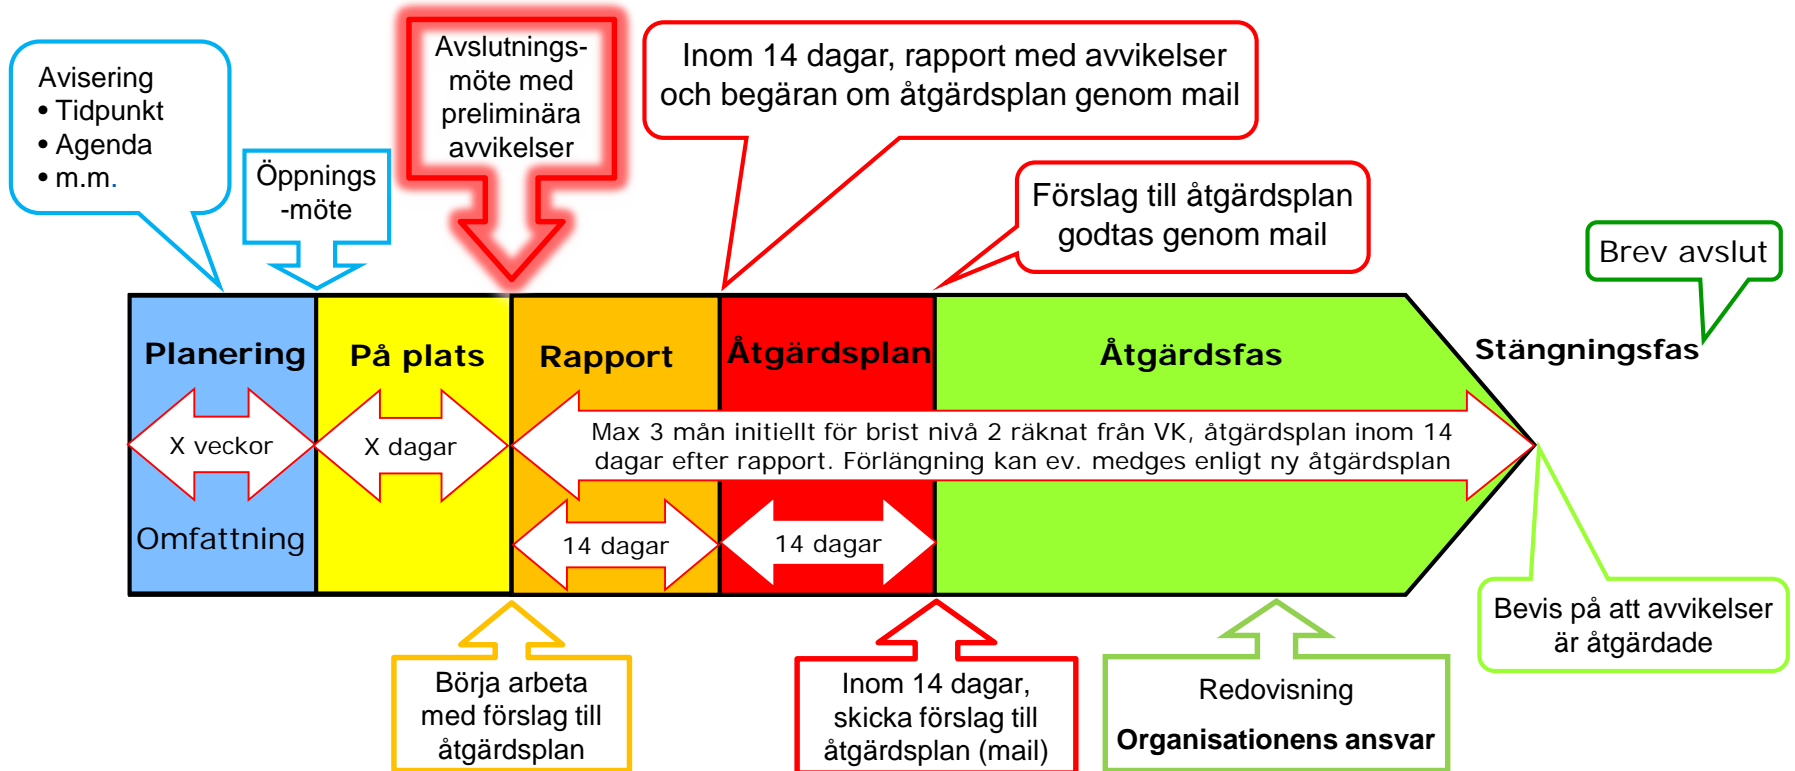 Avisering
• Tidpunkt
• Agenda
• m.m.
Öppnings
-möte
Avslutnings-
möte med
preliminära
avvikelser
Inom 14 dagar, rapport med avvikelser
och begäran om åtgärdsplan genom mail
Förslag till åtgärdsplan
godtas genom mail
Brev avslut
Planering
På plats
Rapport
Åtgärdsplan
Åtgärdsfas
Stängningsfas
X veckor
X dagar
Max 3 mån initiellt för brist nivå 2 räknat från VK, åtgärdsplan inom 14
dagar efter rapport. Förlängning kan ev. medges enligt ny åtgärdsplan
Omfattning
14 dagar
14 dagar
Börja arbeta
med förslag till
åtgärdsplan
Inom 14 dagar,
skicka förslag till
åtgärdsplan (mail)
Redovisning
Organisationens ansvar
Bevis på att avvikelser
är åtgärdade